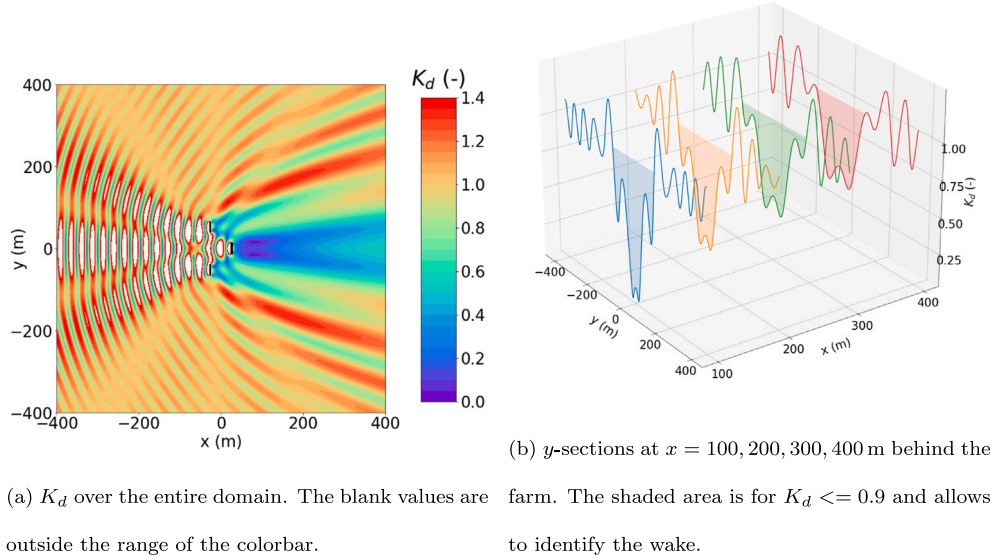 K_d (-)
400
200
0
−200
−400
y (m)
−400
−200
0
200
400
x (m)
1.4
1.2
1.0
0.8
0.6
0.4
0.2
0.0
1.00
0.75
0.50
0.25
K_d (-)
−400
−200
0
200
400
y (m)
100
200
300
400
x (m)
(a) K_d over the entire domain. The blank values are
outside the range of the colorbar.
(b) y-sections at x = 100, 200, 300, 400 m behind the
farm. The shaded area is for K_d <= 0.9 and allows
to identify the wake.